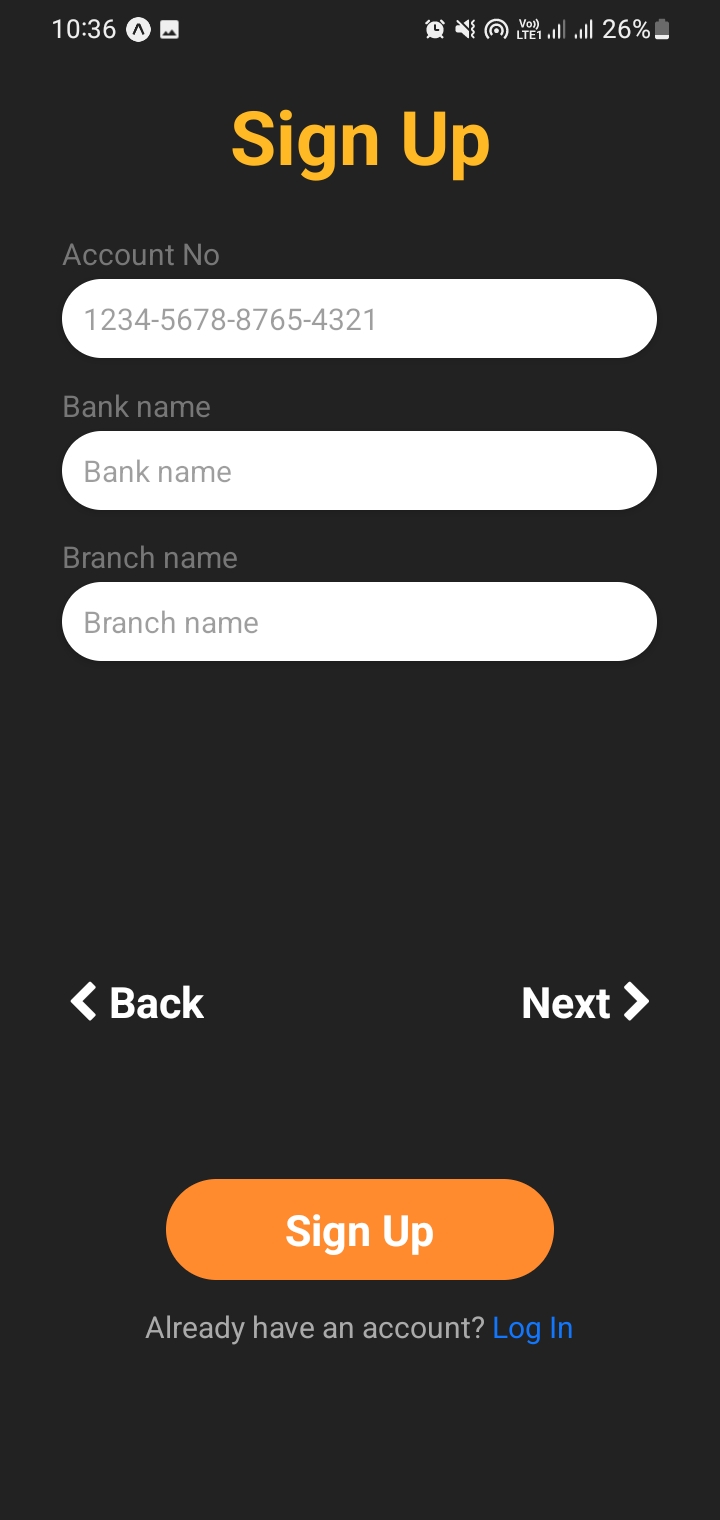 10:36 Vo)) LTE1 26%
Sign Up
Account No
1234-5678-8765-4321
Bank name
Bank name
Branch name
Branch name
Back Next
Sign Up
Already have an account? Log In